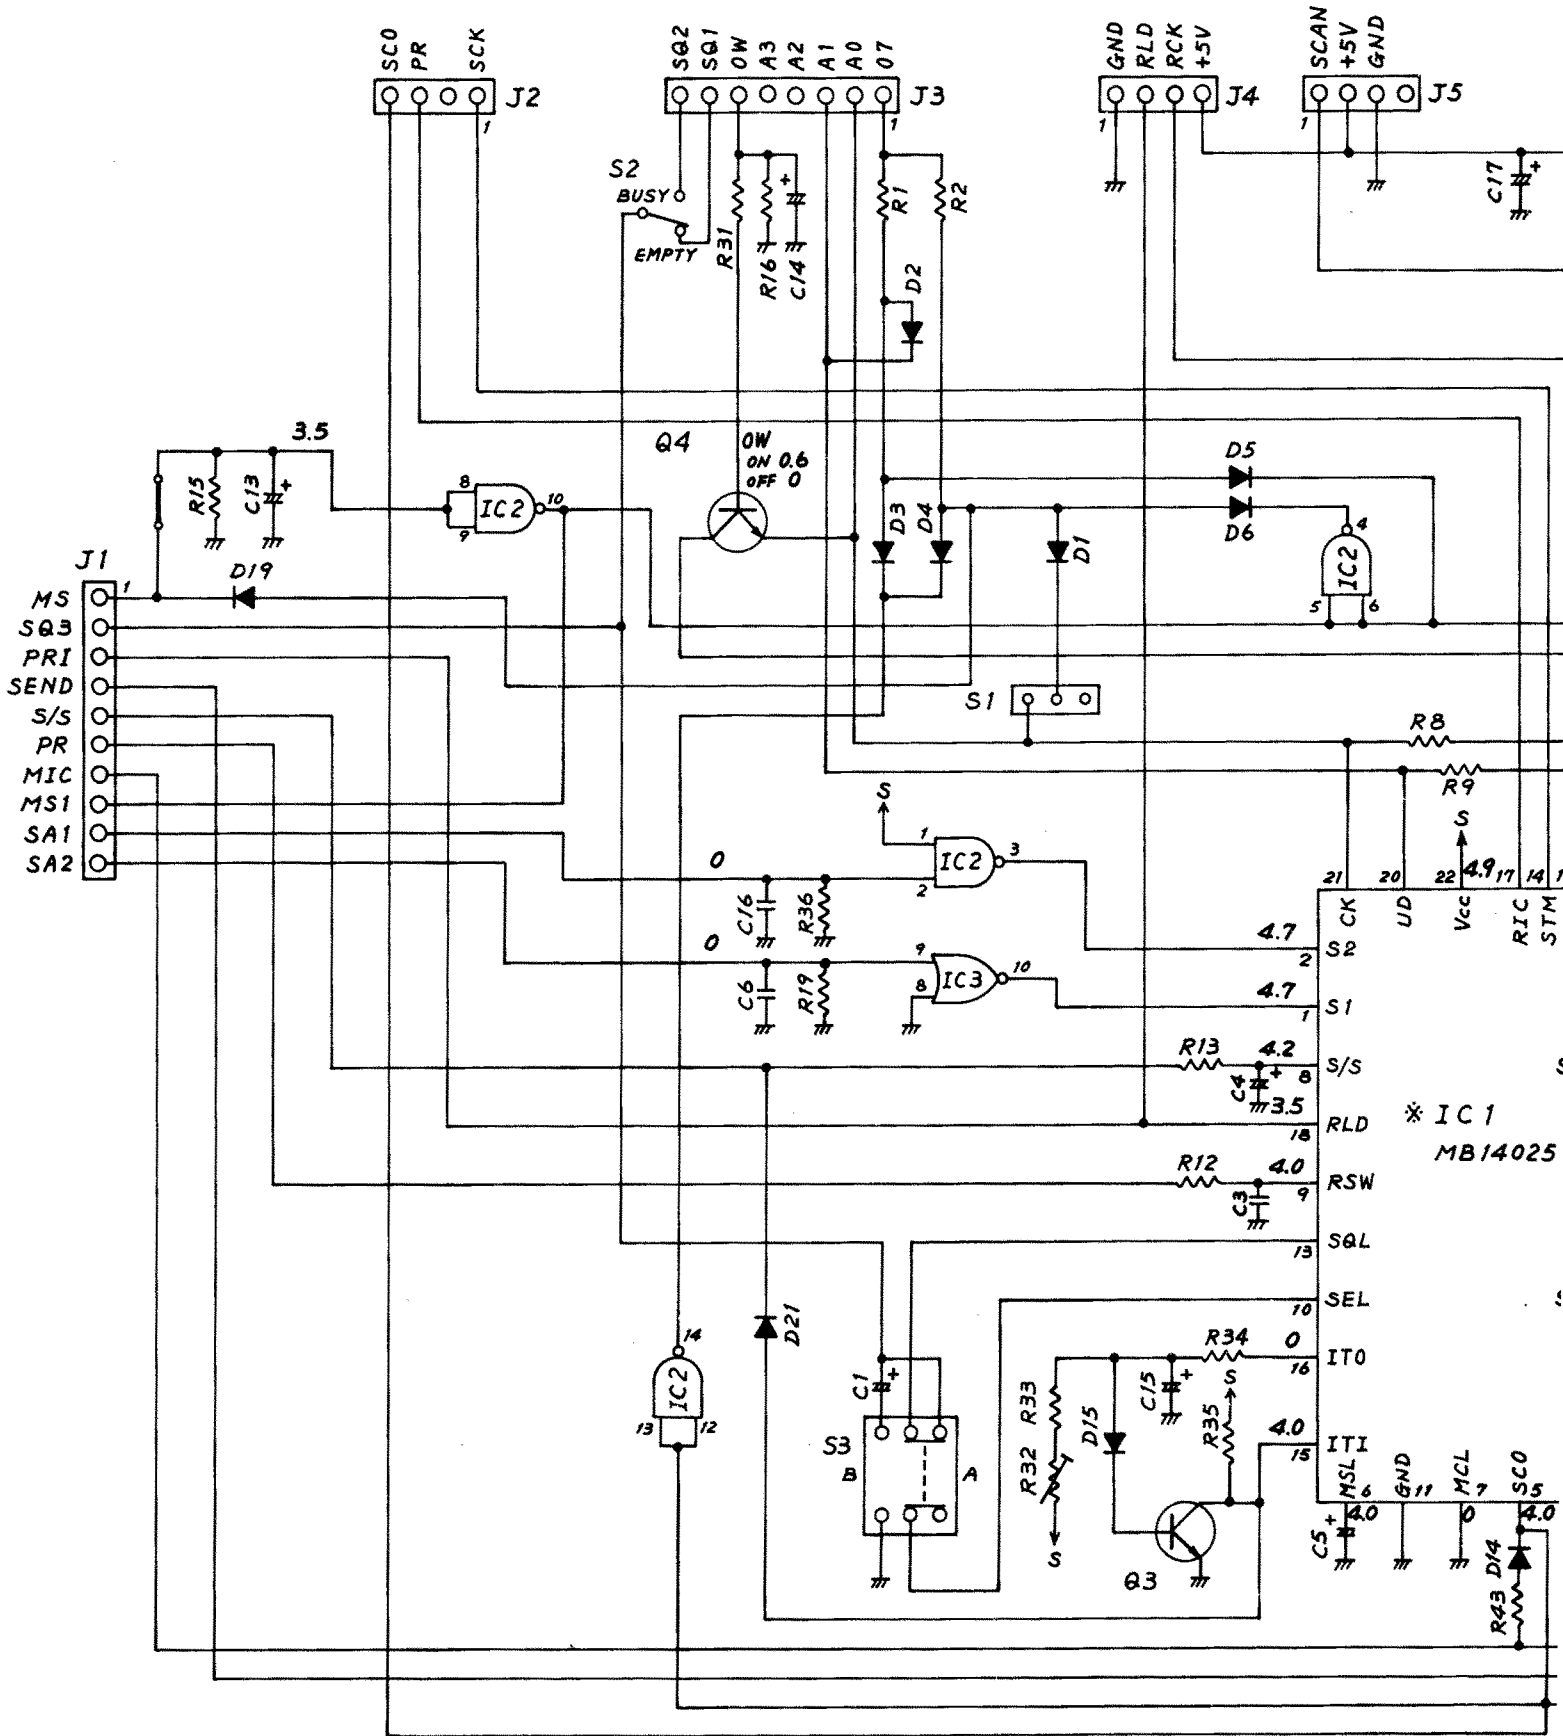 SCO PR SCK
J2
1
SQ2 SQ1 OW A3 A2 A1 A0 07
J3
1
GND RLD RCK +5V
J4
1
SCAN +5V GND
J5
1
S2
BUSY
EMPTY
R31
R16
C14
+
R1
R2
D2
C17
+
3.5
R15
C13
+
8
9
IC2
10
Q4
OW
ON 0.6
OFF 0
D3
D4
D1
D5
D6
4
IC2
5
6
J1
1
D19
MS
SQ3
PRI
SEND
S/S
PR
MIC
MS1
SA1
SA2
S1
R8
R9
S
1
2
IC2
3
0
C16
R36
0
C6
R19
9
8
IC3
10
S
4.9
21
20
22
17
14
1
CK
UD
Vcc
RIC
STM
4.7
2
S2
4.7
1
S1
R13
4.2
8
S/S
C4
+
3.5
18
RLD
※ IC1
MB14025
R12
4.0
9
RSW
C3
13
SQL
10
SEL
D21
14
IC2
13
12
C1
+
S3
B
A
R34
0
16
ITO
R33
R32
S
D15
C15
+
S
R35
4.0
15
ITI
Q3
MSL
6
4.0
C5
+
GND
11
MCL
7
0
SCO
5
4.0
D14
R43